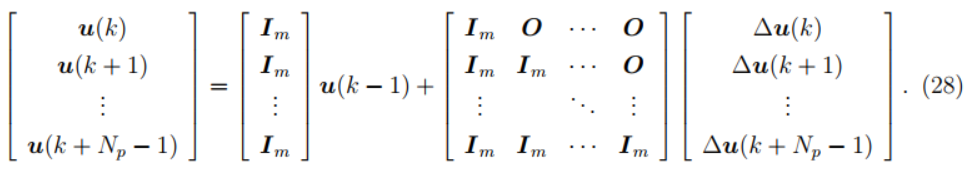 [ u(k) ; u(k + 1) ; ⋮ ; u(k + N_p − 1) ] = [ I_m ; I_m ; ⋮ ; I_m ] u(k − 1) + [ I_m O ⋯ O ; I_m I_m ⋯ O ; ⋮ ⋱ ⋮ ; I_m I_m ⋯ I_m ] [ Δu(k) ; Δu(k + 1) ; ⋮ ; Δu(k + N_p − 1) ] . (28)